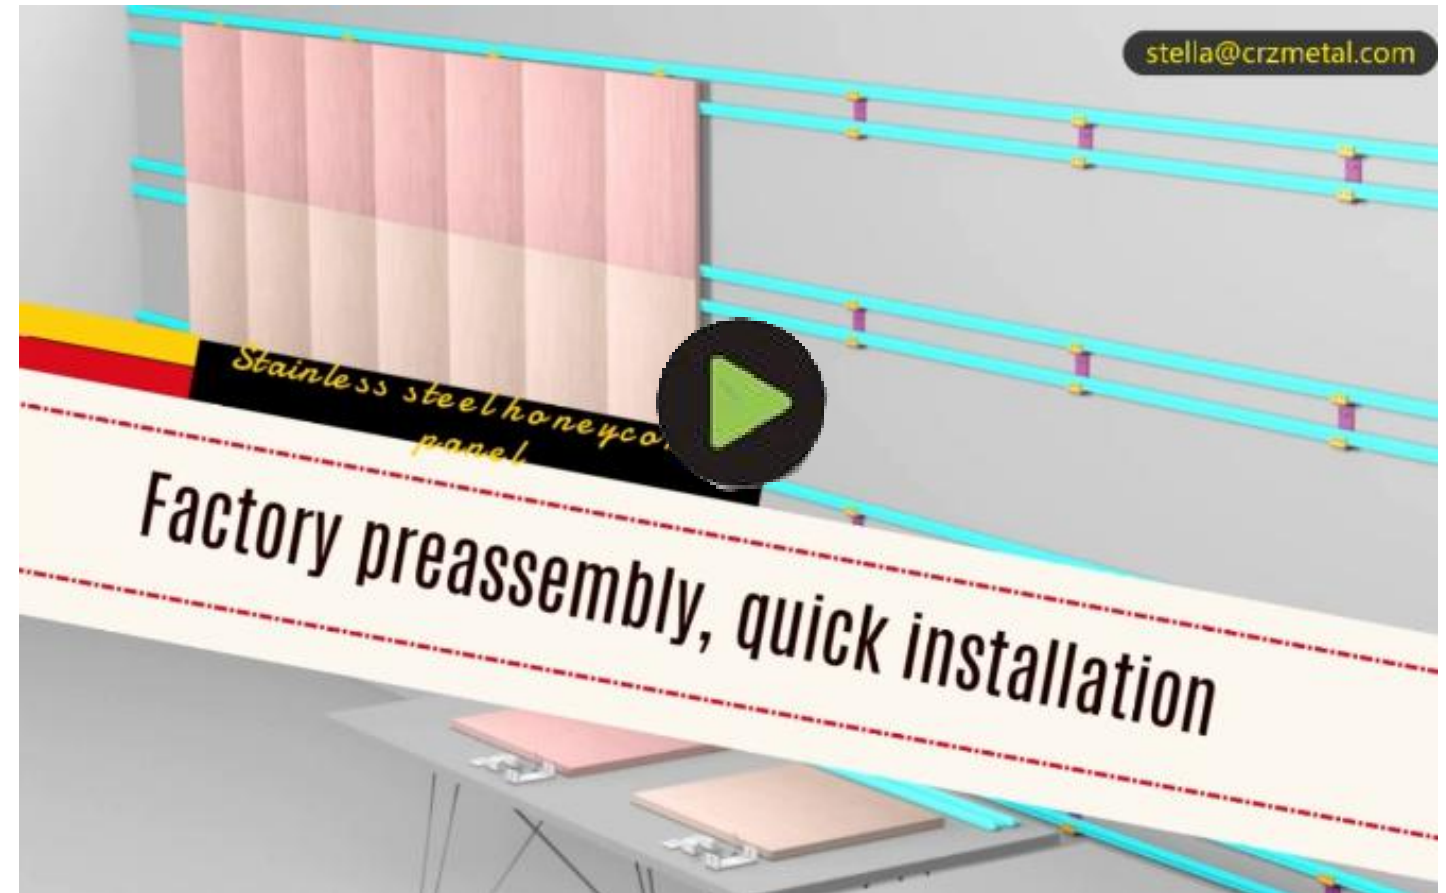 stella@crzmetal.com
Stainless steel honeyco
panel
Factory preassembly, quick installation